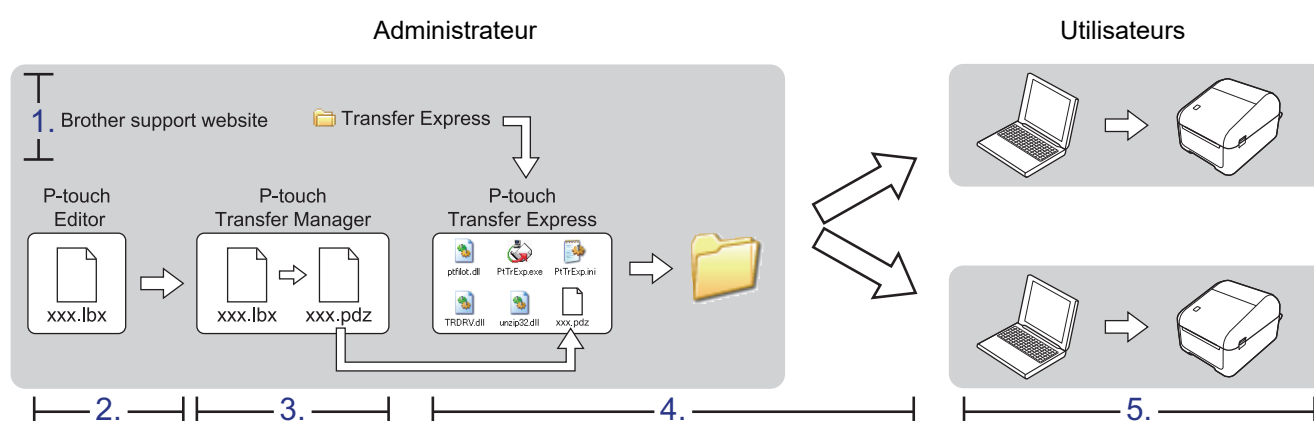 Administrateur
Utilisateurs
1. Brother support website
Transfer Express
P-touch
Editor
xxx.lbx
P-touch
Transfer Manager
xxx.lbx
xxx.pdz
P-touch
Transfer Express
ptfilot.dll
PtTrExp.exe
PtTrExp.ini
TRDRV.dll
unzip32.dll
xxx.pdz
2.
3.
4.
5.